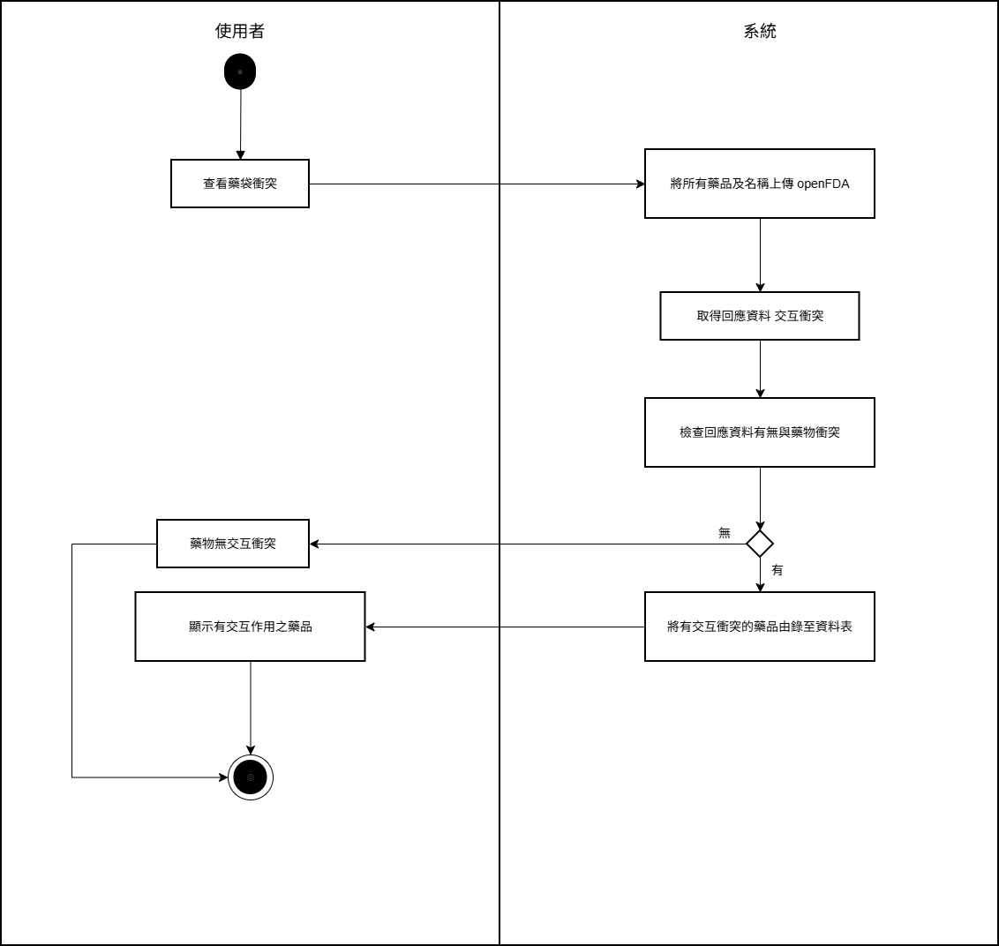 使用者
系統
查看藥袋衝突
將所有藥品及名稱上傳 openFDA
取得回應資料 交互衝突
檢查回應資料有無與藥物衝突
無
藥物無交互衝突
有
顯示有交互作用之藥品
將有交互衝突的藥品由錄至資料表